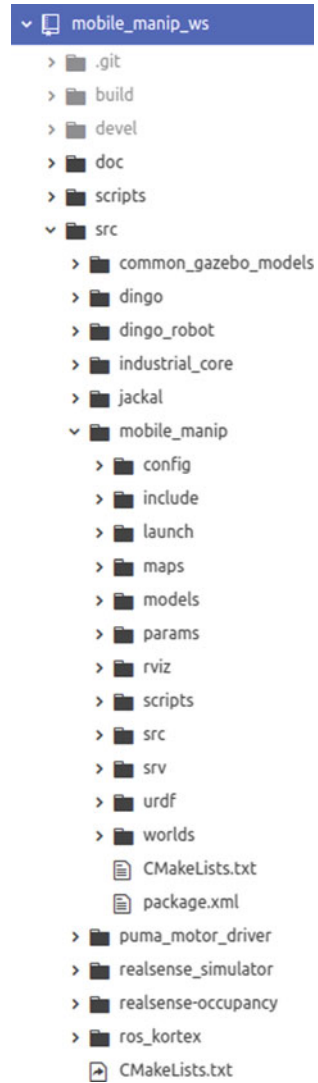 mobile_manip_ws
.git
build
devel
doc
scripts
src
common_gazebo_models
dingo
dingo_robot
industrial_core
jackal
mobile_manip
config
include
launch
maps
models
params
rviz
scripts
src
srv
urdf
worlds
CMakeLists.txt
package.xml
puma_motor_driver
realsense_simulator
realsense-occupancy
ros_kortex
CMakeLists.txt